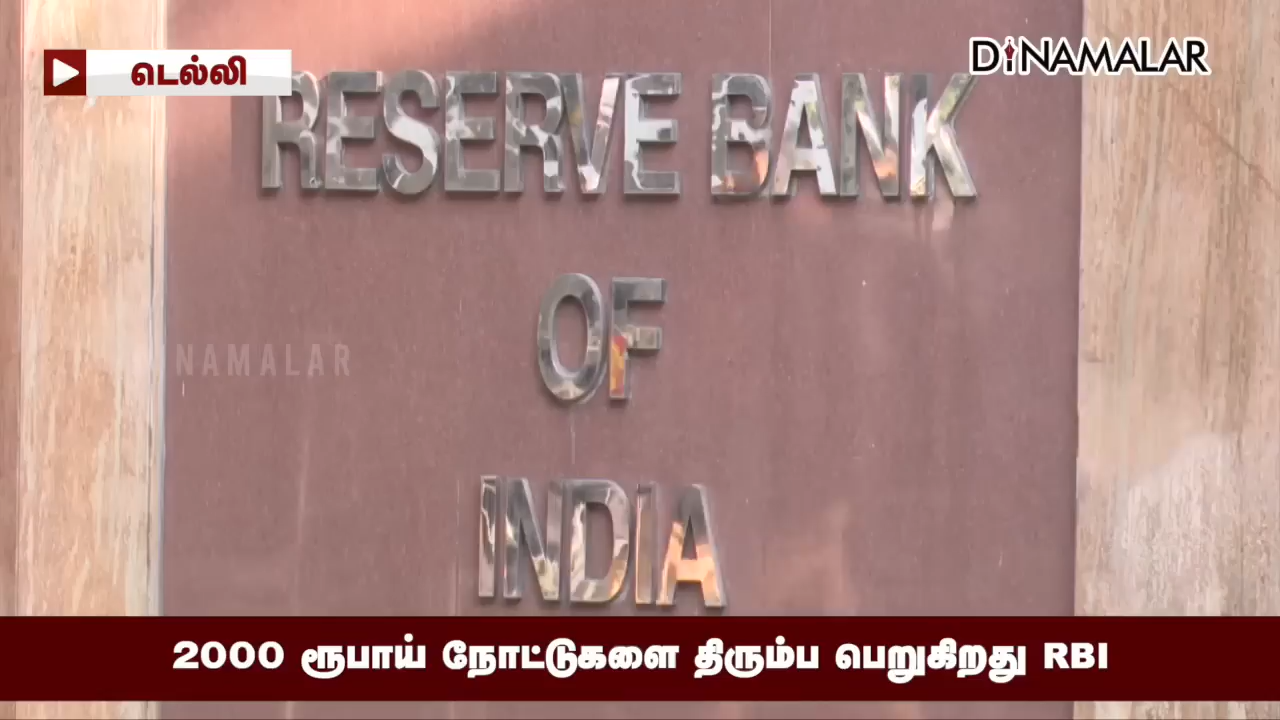 டெல்லி
DINAMALAR
RESERVE BANK
OF
INDIA
NAMALAR
2000 ரூபாய் நோட்டுகளை திரும்ப பெறுகிறது RBI